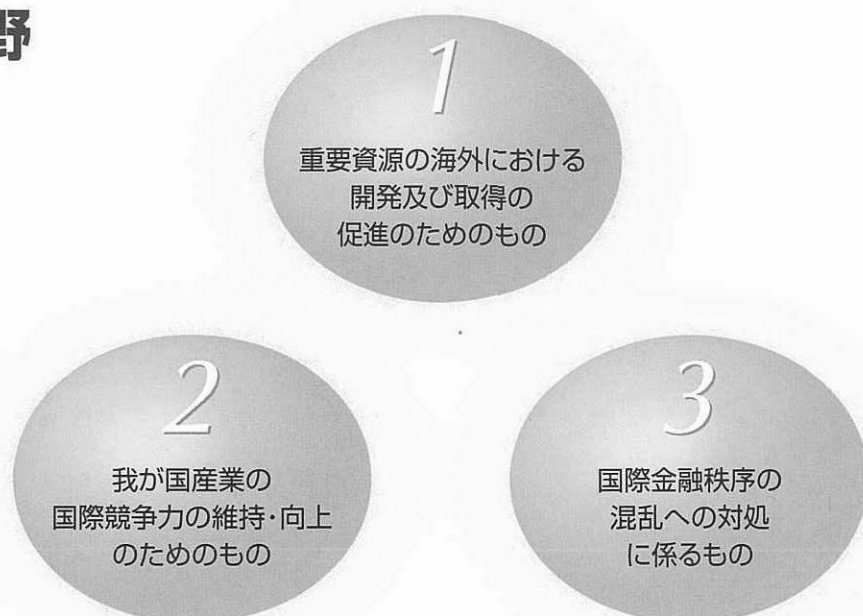 野
1
重要資源の海外における
開発及び取得の
促進のためのもの
2
我が国産業の
国際競争力の維持・向上
のためのもの
3
国際金融秩序の
混乱への対処
に係るもの